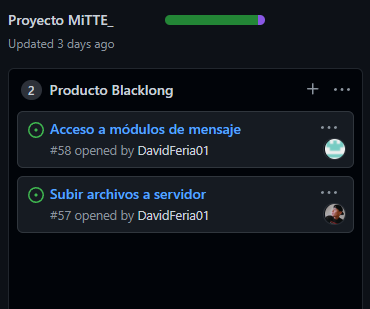 Proyecto MiTTE_
Updated 3 days ago
2 Producto Blacklong
Acceso a módulos de mensaje
#58 opened by DavidFeria01
Subir archivos a servidor
#57 opened by DavidFeria01